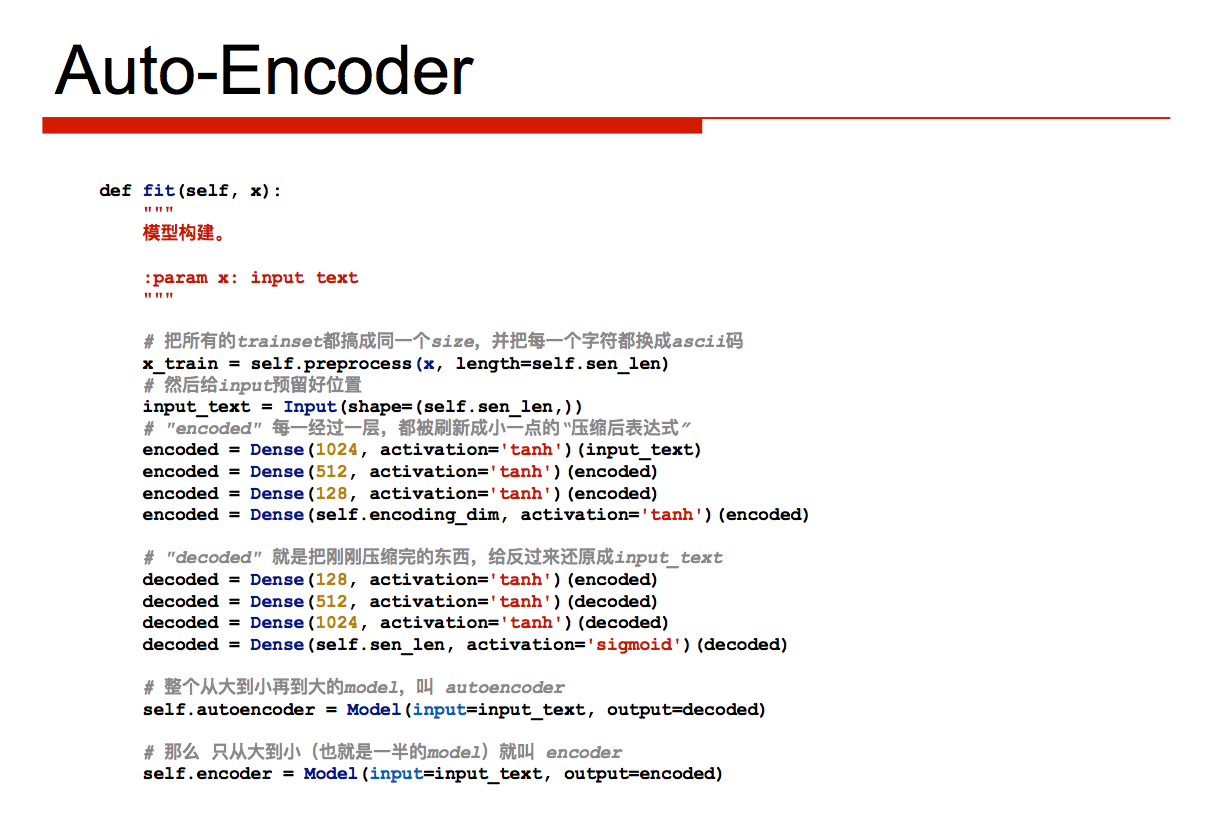 Auto-Encoder
def fit(self, x):
"""
模型构建。
:param x: input text
"""
# 把所有的trainset都搞成同一个size，并把每一个字符都换成ascii码
x_train = self.preprocess(x, length=self.sen_len)
# 然后给input预留好位置
input_text = Input(shape=(self.sen_len,))
# "encoded" 每一经过一层，都被刷新成小一点的“压缩后表达式”
encoded = Dense(1024, activation='tanh')(input_text)
encoded = Dense(512, activation='tanh')(encoded)
encoded = Dense(128, activation='tanh')(encoded)
encoded = Dense(self.encoding_dim, activation='tanh')(encoded)
# "decoded" 就是把刚刚压缩完的东西，给反过来还原成input_text
decoded = Dense(128, activation='tanh')(encoded)
decoded = Dense(512, activation='tanh')(decoded)
decoded = Dense(1024, activation='tanh')(decoded)
decoded = Dense(self.sen_len, activation='sigmoid')(decoded)
# 整个从大到小再到大的model，叫 autoencoder
self.autoencoder = Model(input=input_text, output=decoded)
# 那么 只从大到小（也就是一半的model）就叫 encoder
self.encoder = Model(input=input_text, output=encoded)